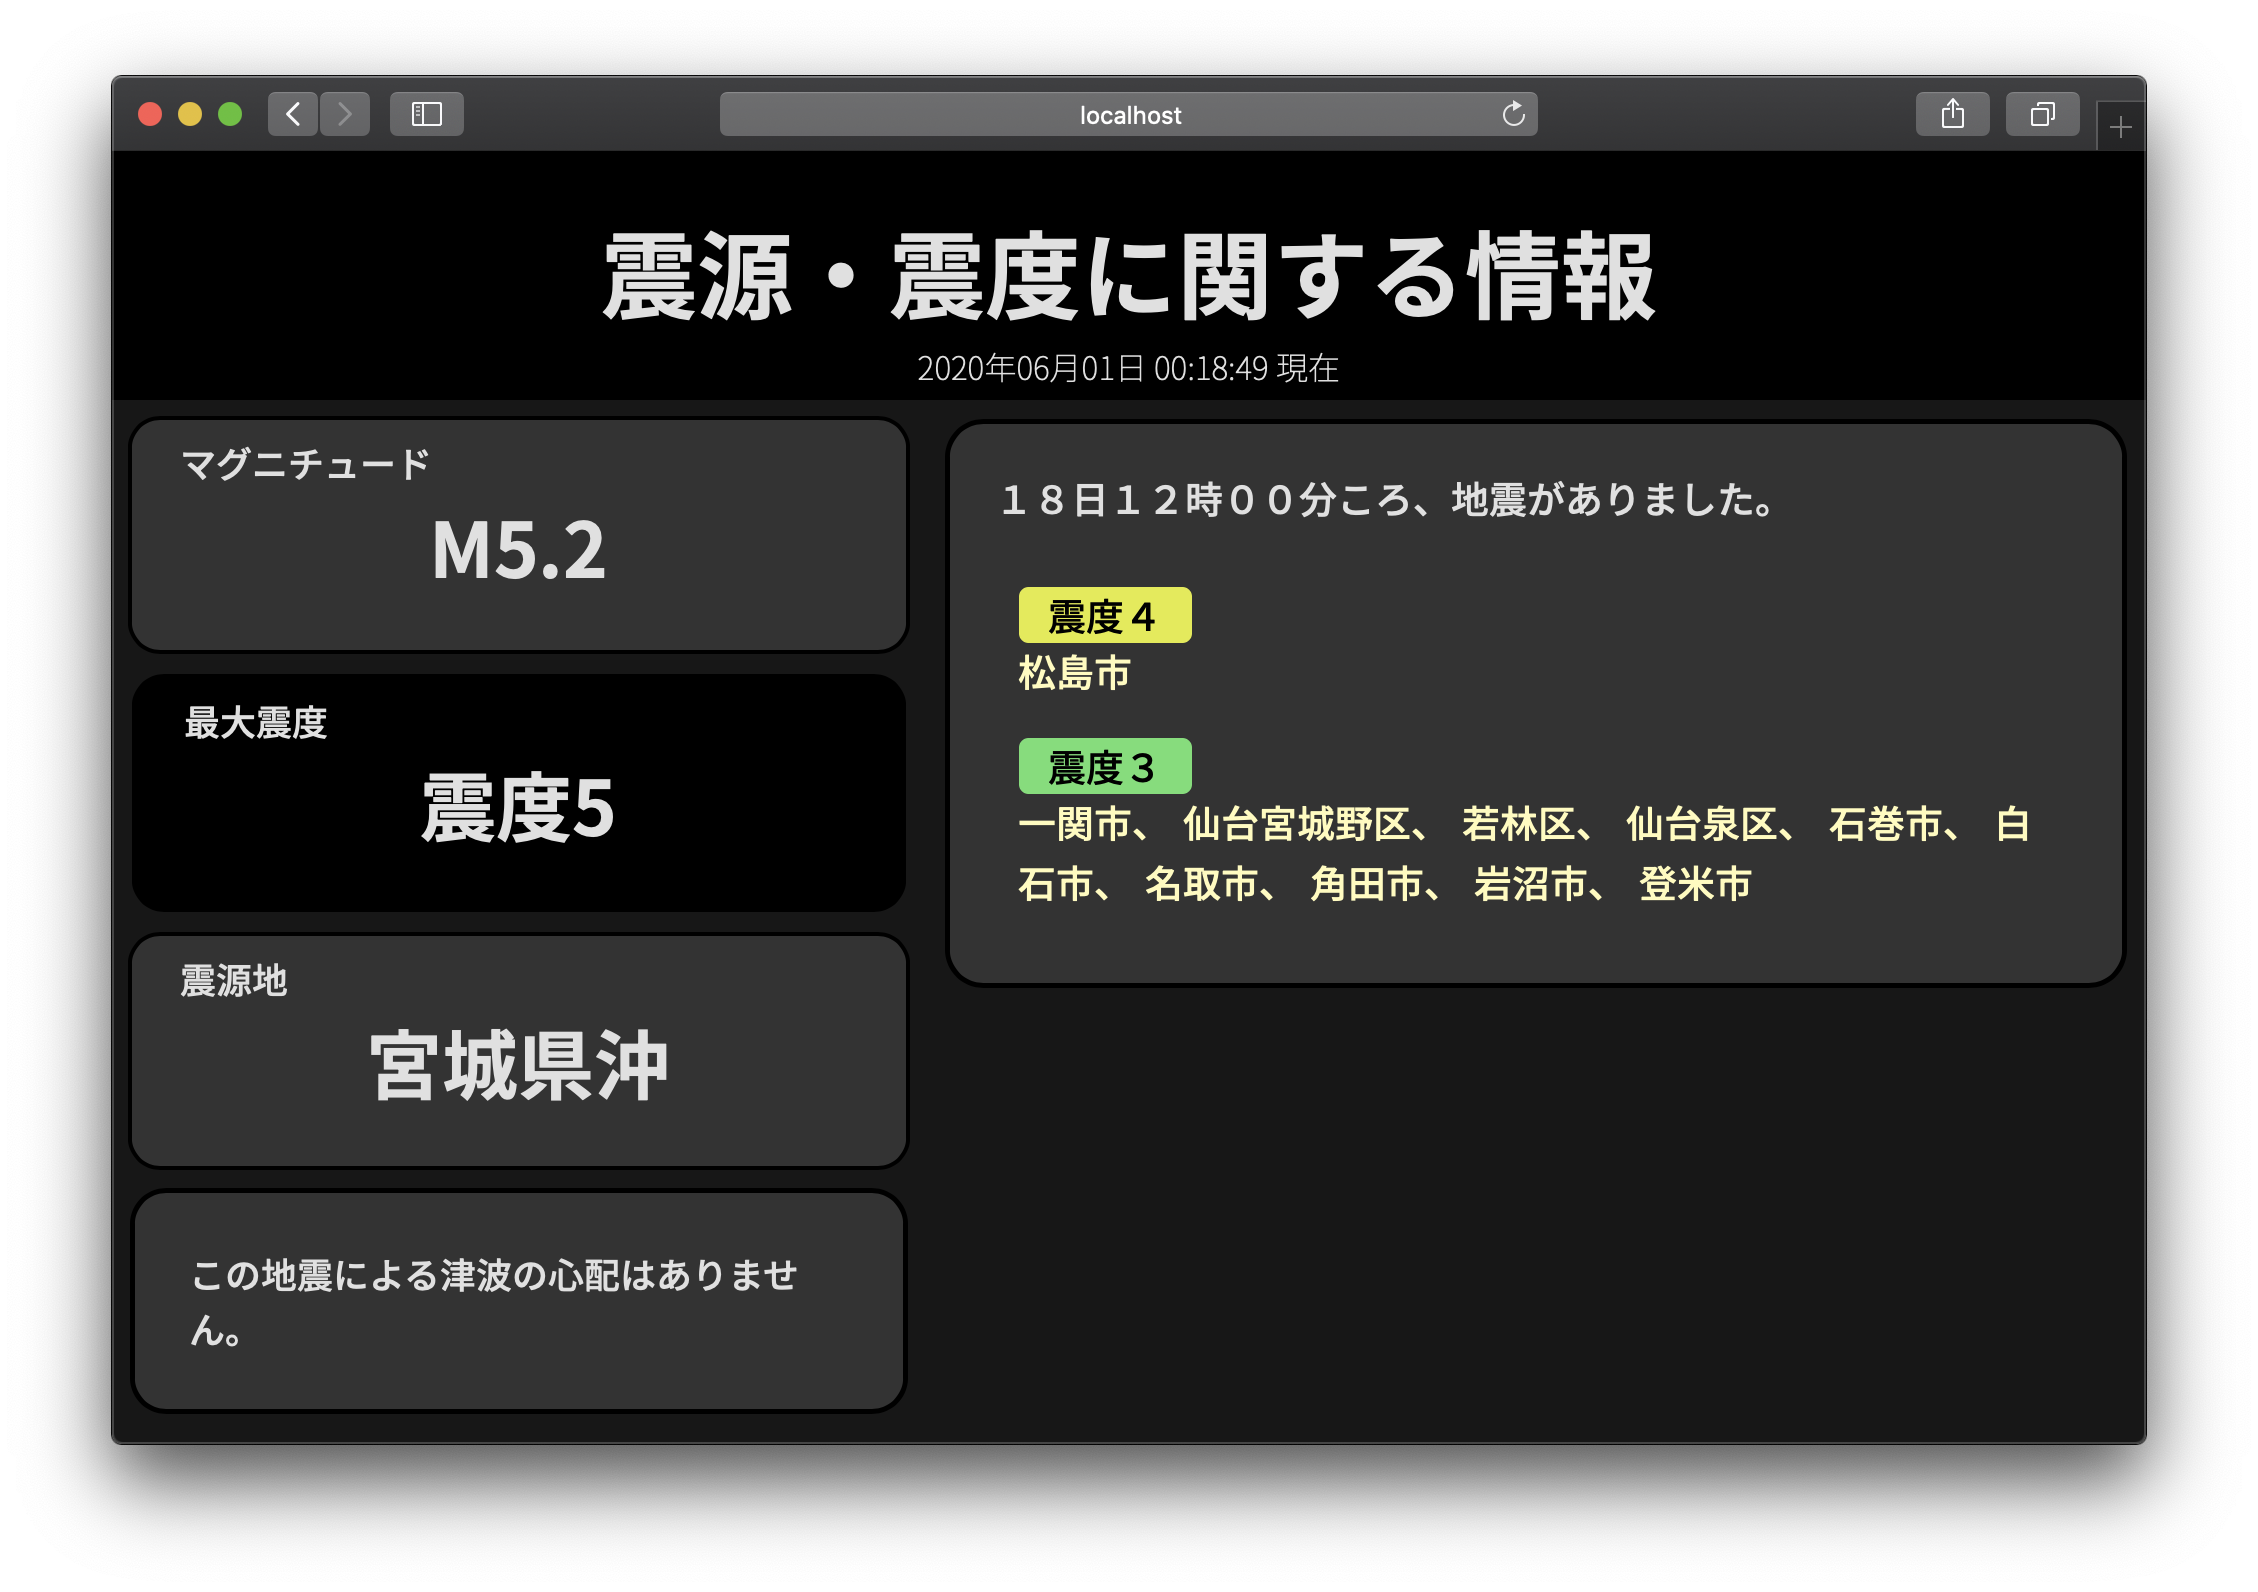 localhost
震源・震度に関する情報
2020年06月01日 00:18:49 現在
マグニチュード
M5.2
最大震度
震度5
震源地
宮城県沖
この地震による津波の心配はありませ
ん。
１８日１２時００分ころ、地震がありました。
震度４
松島市
震度３
一関市、 仙台宮城野区、 若林区、 仙台泉区、 石巻市、 白
石市、 名取市、 角田市、 岩沼市、 登米市